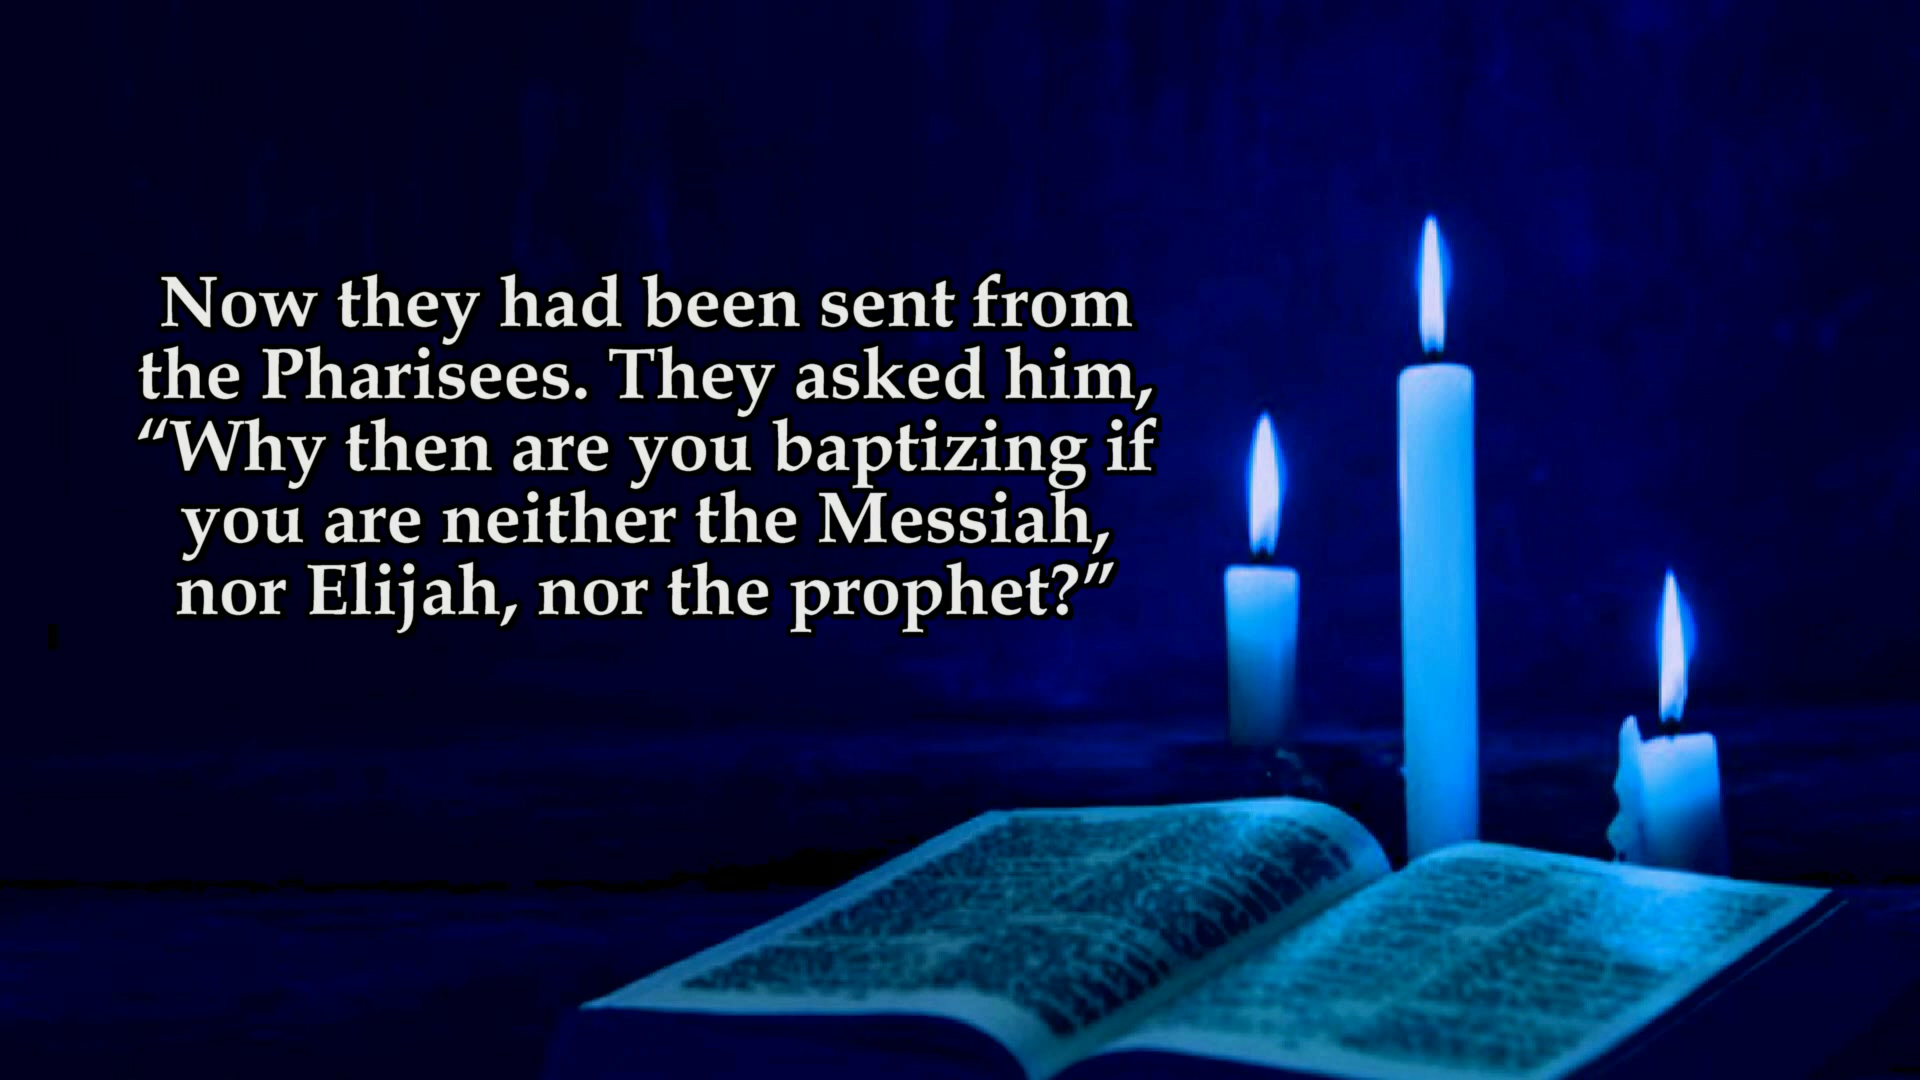 Now they had been sent from
the Pharisees. They asked him,
“Why then are you baptizing if
you are neither the Messiah,
nor Elijah, nor the prophet?”